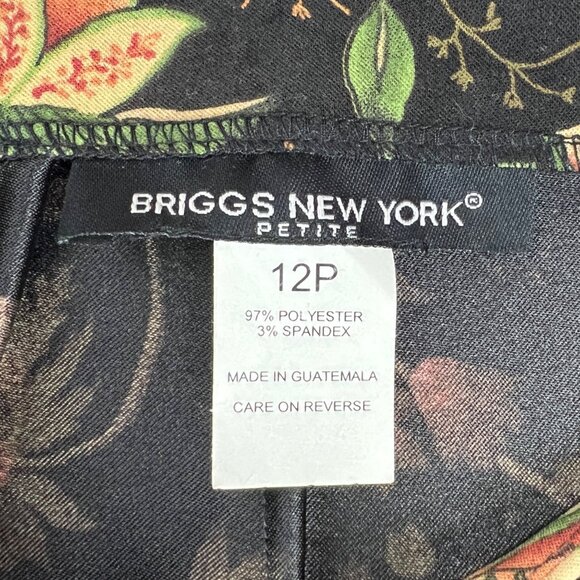 BRIGGS NEW YORK®
PETITE
12P
97% POLYESTER
3% SPANDEX
MADE IN GUATEMALA
CARE ON REVERSE